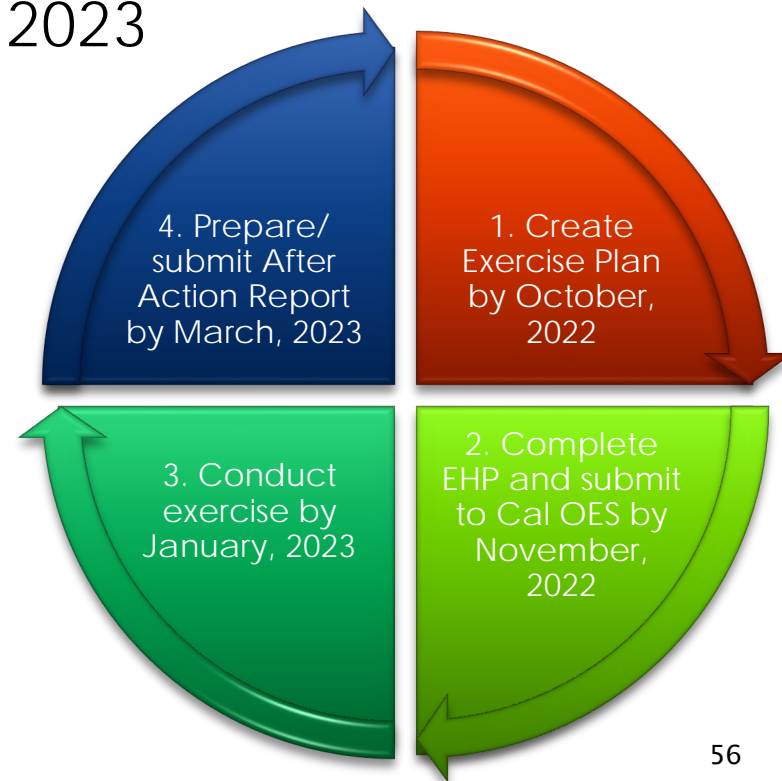 2023
1. Create
Exercise Plan
by October,
2022
2. Complete
EHP and submit
to Cal OES by
November,
2022
3. Conduct
exercise by
January, 2023
4. Prepare/
submit After
Action Report
by March, 2023
56